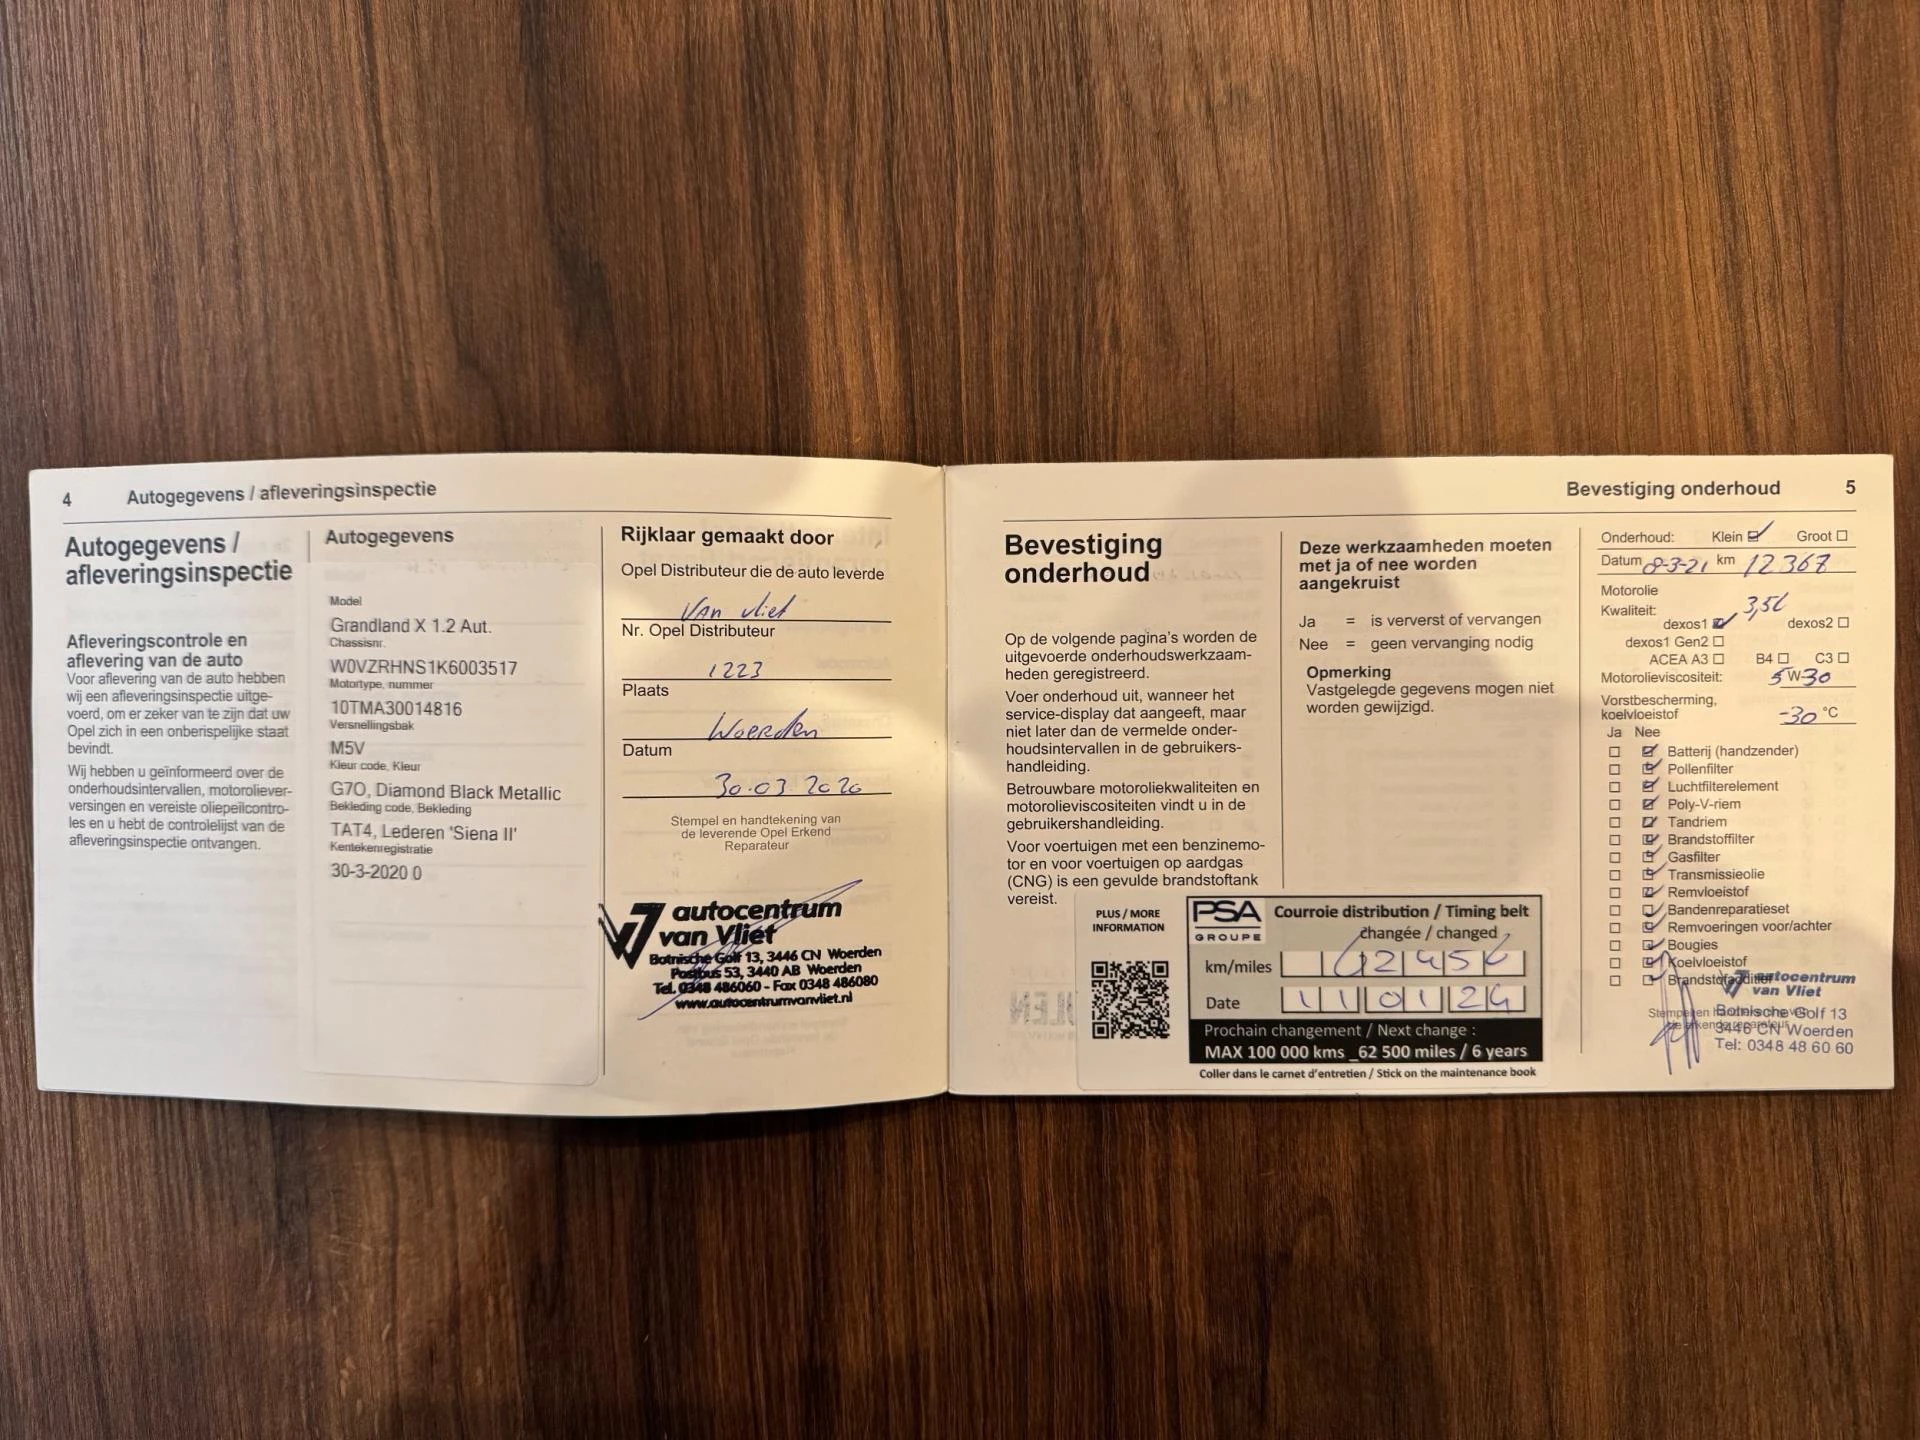 4 Autogegevens / afleveringsinspectie
Autogegevens /
afleveringsinspectie
Afleveringscontrole en
aflevering van de auto
Voor aflevering van de auto hebben
wij een afleveringsinspectie uitge-
voerd, om er zeker van te zijn dat uw
Opel zich in een onberispelijke staat
bevindt.
Wij hebben u geïnformeerd over de
onderhoudsintervallen, motoroliever-
versingen en vereiste oliepeilcontro-
les en u hebt de controlelijst van de
afleveringsinspectie ontvangen.
Autogegevens
Model
Grandland X 1.2 Aut.
Chassisnr.
W0VZRHNS1K6003517
Motortype, nummer
10TMA30014816
Versnellingsbak
M5V
Kleur code, Kleur
G7O, Diamond Black Metallic
Bekleding code, Bekleding
TAT4, Lederen 'Siena II'
Kentekenregistratie
30-3-2020 0
Rijklaar gemaakt door
Opel Distributeur die de auto leverde
Van vliet
Nr. Opel Distributeur
1223
Plaats
Woerden
Datum
30.03.2020
Stempel en handtekening van
de leverende Opel Erkend
Reparateur
autocentrum
van Vliet
Botnische Golf 13, 3446 CN Woerden
Postbus 53, 3440 AB Woerden
Tel. 0348 486060 - Fax 0348 486080
www.autocentrumvanvliet.nl
Bevestiging onderhoud 5
Bevestiging
onderhoud
Op de volgende pagina's worden de
uitgevoerde onderhoudswerkzaam-
heden geregistreerd.
Voer onderhoud uit, wanneer het
service-display dat aangeeft, maar
niet later dan de vermelde onder-
houdsintervallen in de gebruikers-
handleiding.
Betrouwbare motoroliekwaliteiten en
motorolieviscositeiten vindt u in de
gebruikershandleiding.
Voor voertuigen met een benzinemo-
tor en voor voertuigen op aardgas
(CNG) is een gevulde brandstoftank
vereist.
Deze werkzaamheden moeten
met ja of nee worden
aangekruist
Ja = is ververst of vervangen
Nee = geen vervanging nodig
Opmerking
Vastgelegde gegevens mogen niet
worden gewijzigd.
PLUS / MORE
INFORMATION
PSA
GROUPE
Courroie distribution / Timing belt
changée / changed
km/miles 62456
Date 110124
Prochain changement / Next change :
MAX 100 000 kms _62 500 miles / 6 years
Coller dans le carnet d'entretien / Stick on the maintenance book
Onderhoud: Klein Groot
Datum 8-3-21 km 12367
Motorolie
Kwaliteit: 3,5l
dexos1 dexos2
dexos1 Gen2
ACEA A3 B4 C3
Motorolieviscositeit: 5W-30
Vorstbescherming,
koelvloeistof -30 °C
Ja Nee
Batterij (handzender)
Pollenfilter
Luchtfilterelement
Poly-V-riem
Tandriem
Brandstoffilter
Gasfilter
Transmissieolie
Remvloeistof
Bandenreparatieset
Remvoeringen voor/achter
Bougies
Koelvloeistof
Brandstofadditief
autocentrum
van Vliet
Botnische Golf 13
3446 CN Woerden
Tel: 0348 48 60 60